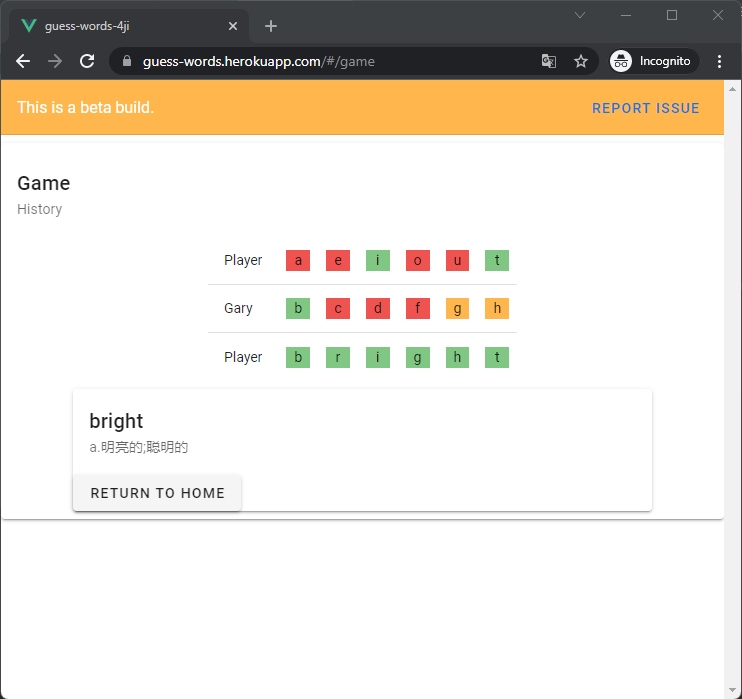 guess-words-4ji
guess-words.herokuapp.com/#/game
Incognito
This is a beta build.
REPORT ISSUE
Game
History
Player a e i o u t
Gary b c d f g h
Player b r i g h t
bright
a.明亮的;聪明的
RETURN TO HOME